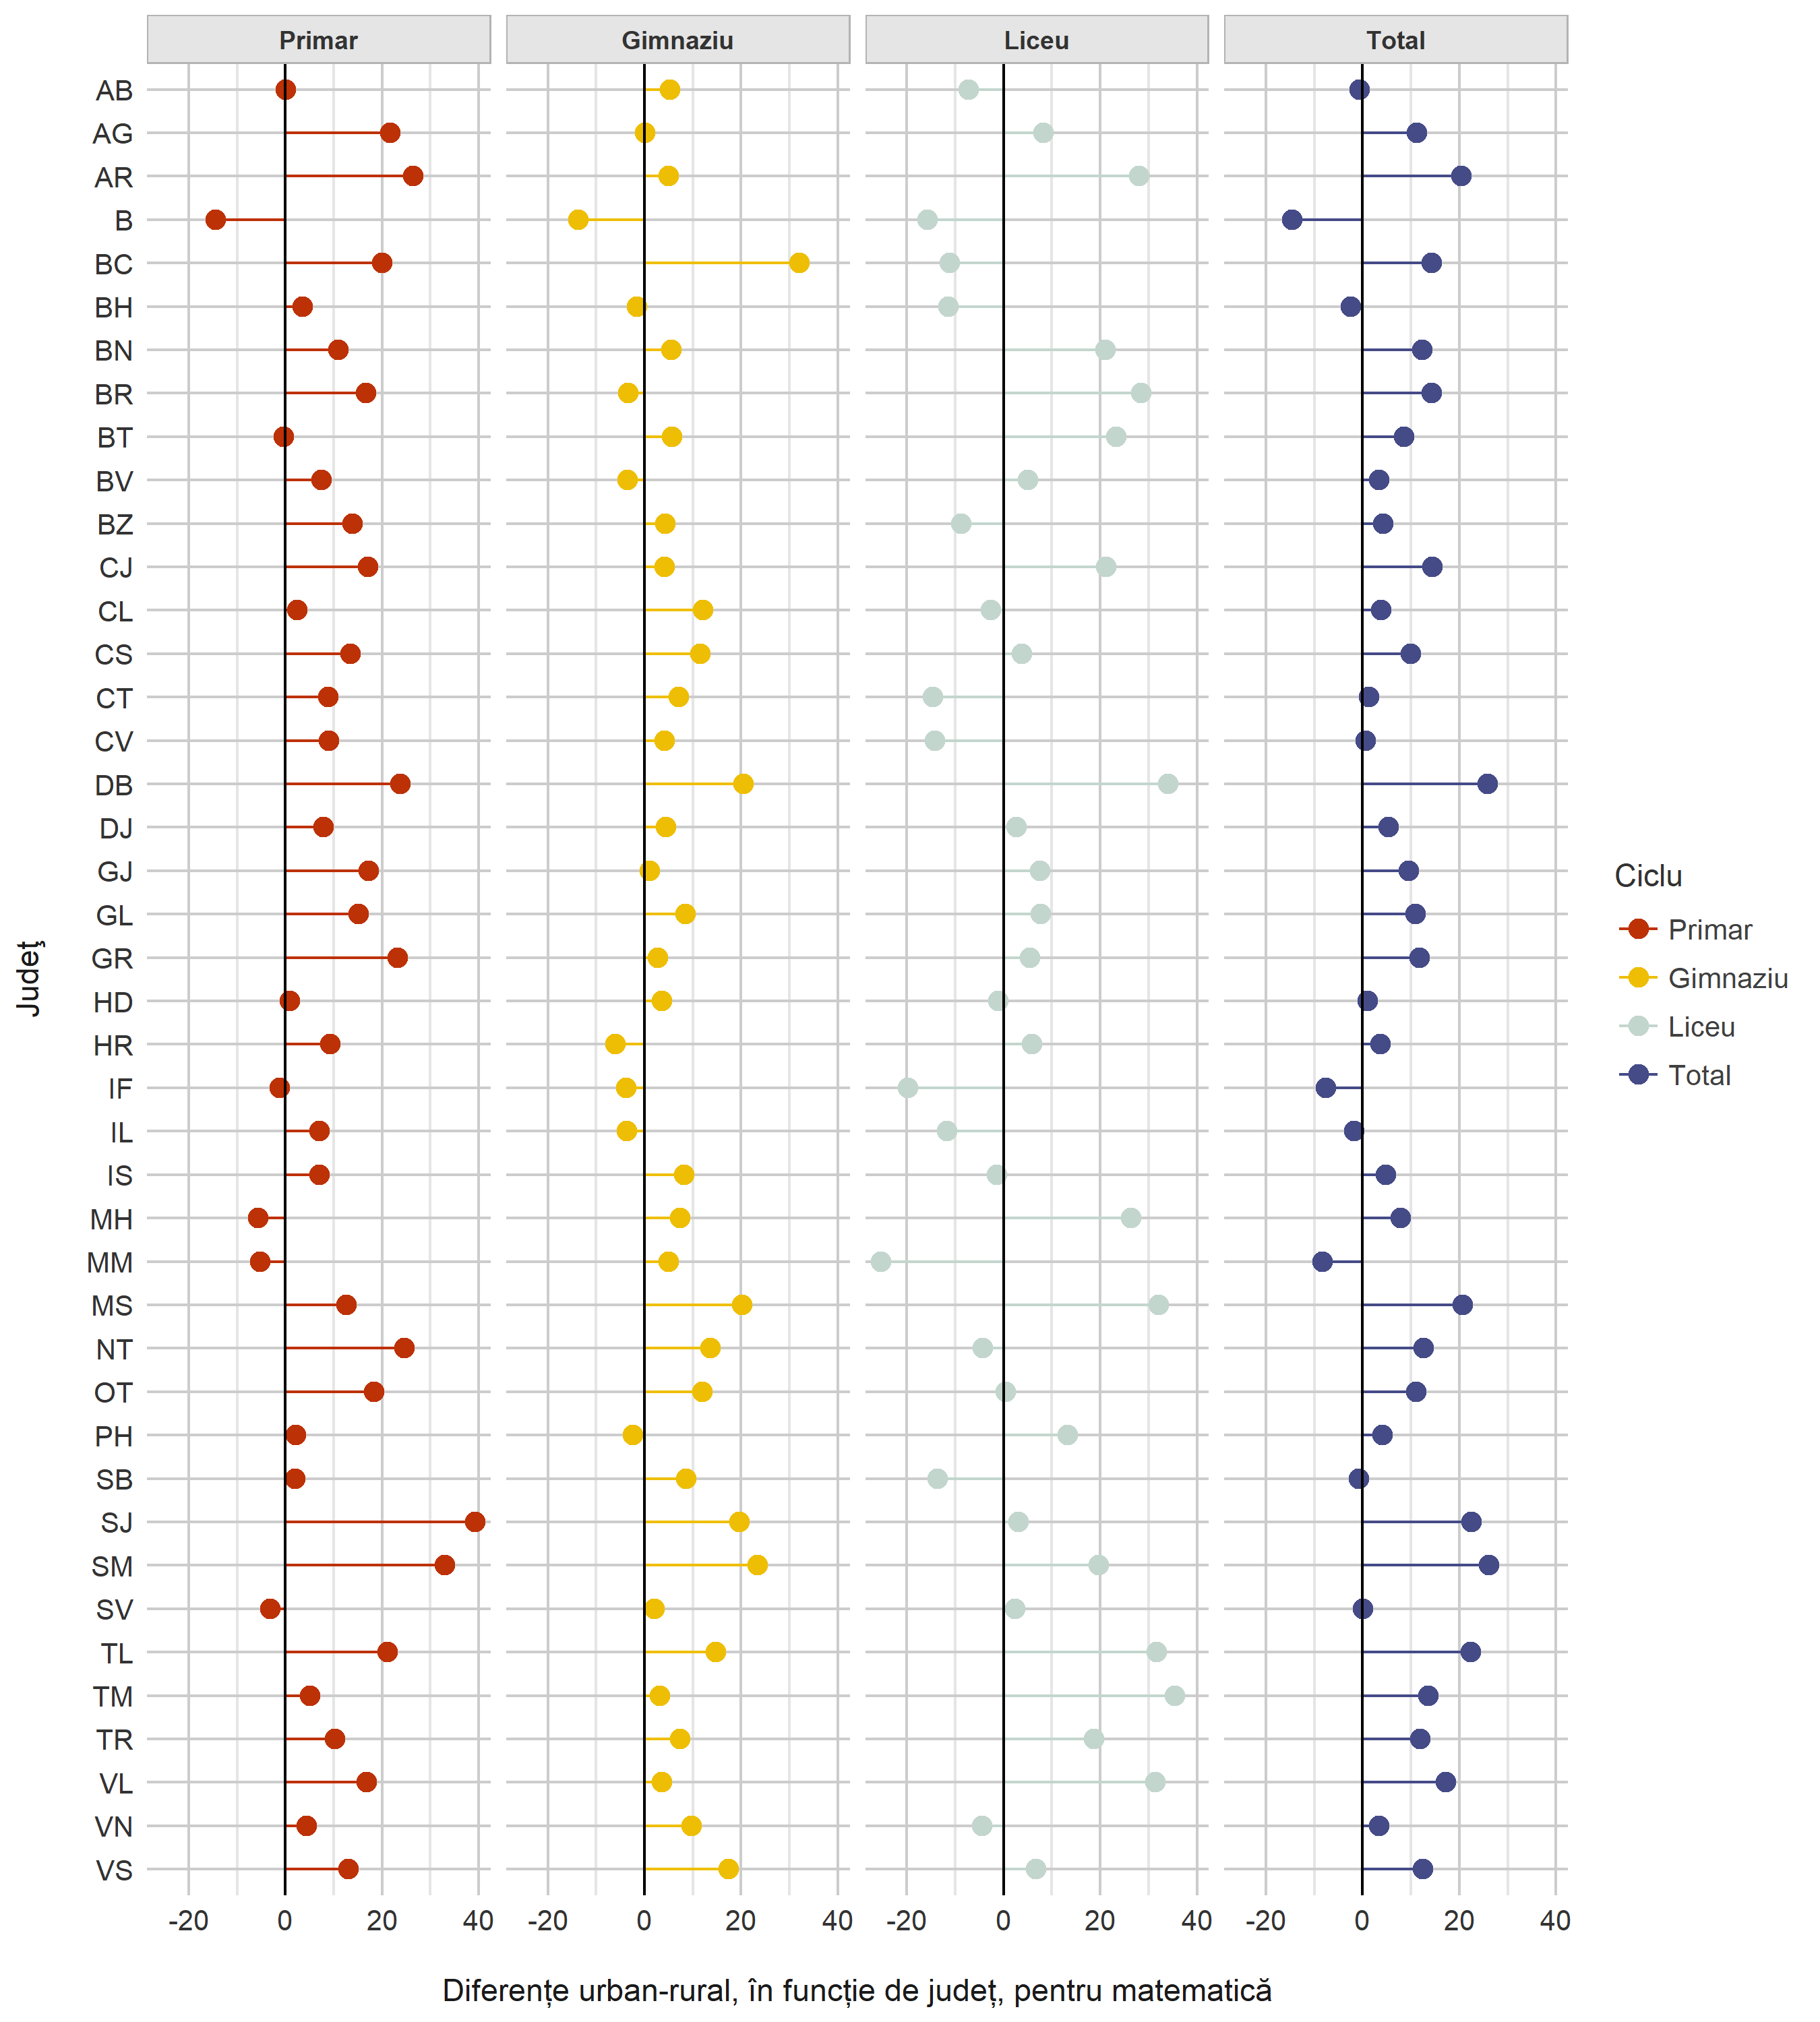 Primar Gimnaziu Liceu Total
AB
AG
AR
B
BC
BH
BN
BR
BT
BV
BZ
CJ
CL
CS
CT
CV
DB
DJ
GJ
GL
GR
HD
HR
IF
IL
IS
MH
MM
MS
NT
OT
PH
SB
SJ
SM
SV
TL
TM
TR
VL
VN
VS
Județ
-20 0 20 40 -20 0 20 40 -20 0 20 40 -20 0 20 40
Diferențe urban-rural, în funcție de județ, pentru matematică
Ciclu
Primar
Gimnaziu
Liceu
Total